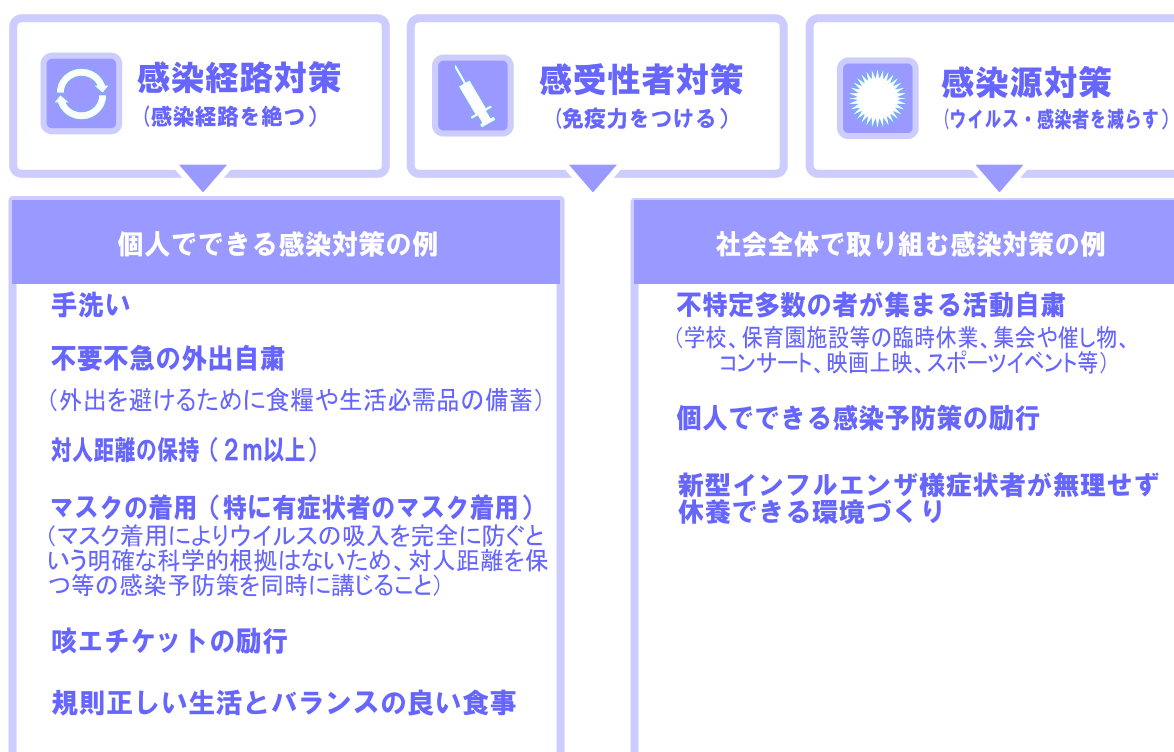 感染経路対策
(感染経路を絶つ)
感受性者対策
(免疫力をつける)
感染源対策
(ウイルス・感染者を減らす)
個人でできる感染対策の例
手洗い
不要不急の外出自粛
(外出を避けるために食糧や生活必需品の備蓄)
対人距離の保持(2m以上)
マスクの着用(特に有症状者のマスク着用)
(マスク着用によりウイルスの吸入を完全に防ぐと
いう明確な科学的根拠はないため、対人距離を保
つ等の感染予防策を同時に講じること)
咳エチケットの励行
規則正しい生活とバランスの良い食事
社会全体で取り組む感染対策の例
不特定多数の者が集まる活動自粛
(学校、保育園施設等の臨時休業、集会や催し物、
コンサート、映画上映、スポーツイベント等)
個人でできる感染予防策の励行
新型インフルエンザ様症状者が無理せず
休養できる環境づくり